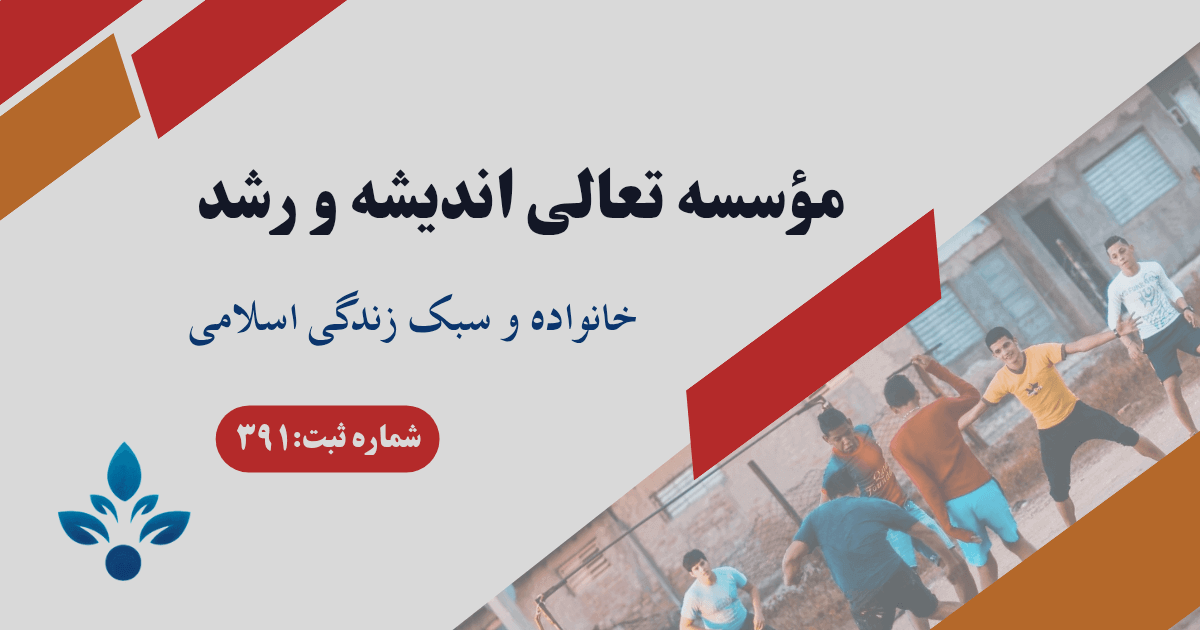 مؤسسه تعالی اندیشه و رشد
خانواده و سبک زندگی اسلامی
شماره ثبت:۳۹۱